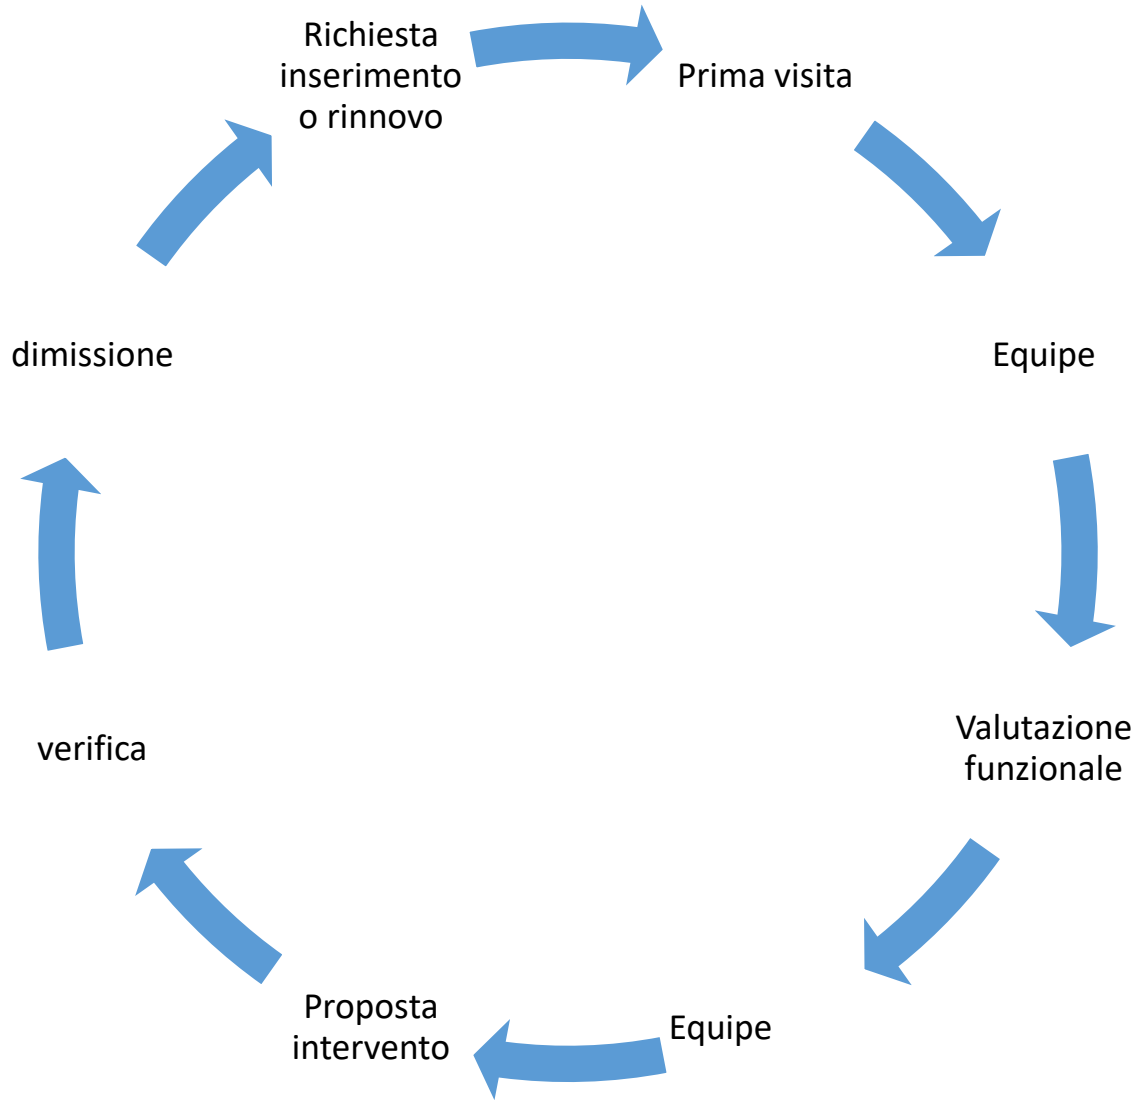 Richiesta
inserimento
o rinnovo
Prima visita
Equipe
Valutazione
funzionale
Equipe
Proposta
intervento
verifica
dimissione